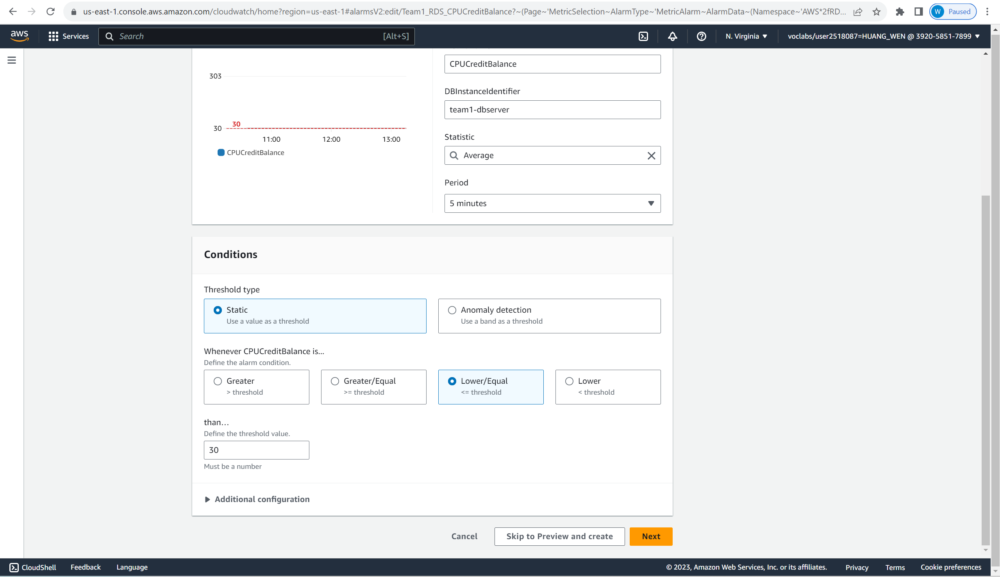 us-east-1.console.aws.amazon.com/cloudwatch/home?region=us-east-1#alarmsV2:edit/Team1_RDS_CPUCreditBalance?~(Page~'MetricSelection~AlarmType~'MetricAlarm~AlarmData~(Namespace~'AWS*2fRD...
W Paused
aws Services Search [Alt+S] N. Virginia voclabs/user2518087=HUANG_WEN @ 3920-5851-7899
CPUCreditBalance
303
DBInstanceIdentifier
team1-dbserver
30
30
Statistic
11:00 12:00 13:00
CPUCreditBalance
Average
Period
5 minutes
Conditions
Threshold type
Static
Use a value as a threshold
Anomaly detection
Use a band as a threshold
Whenever CPUCreditBalance is...
Define the alarm condition.
Greater
> threshold
Greater/Equal
>= threshold
Lower/Equal
<= threshold
Lower
< threshold
than...
Define the threshold value.
30
Must be a number
Additional configuration
Cancel Skip to Preview and create Next
CloudShell Feedback Language © 2023, Amazon Web Services, Inc. or its affiliates. Privacy Terms Cookie preferences